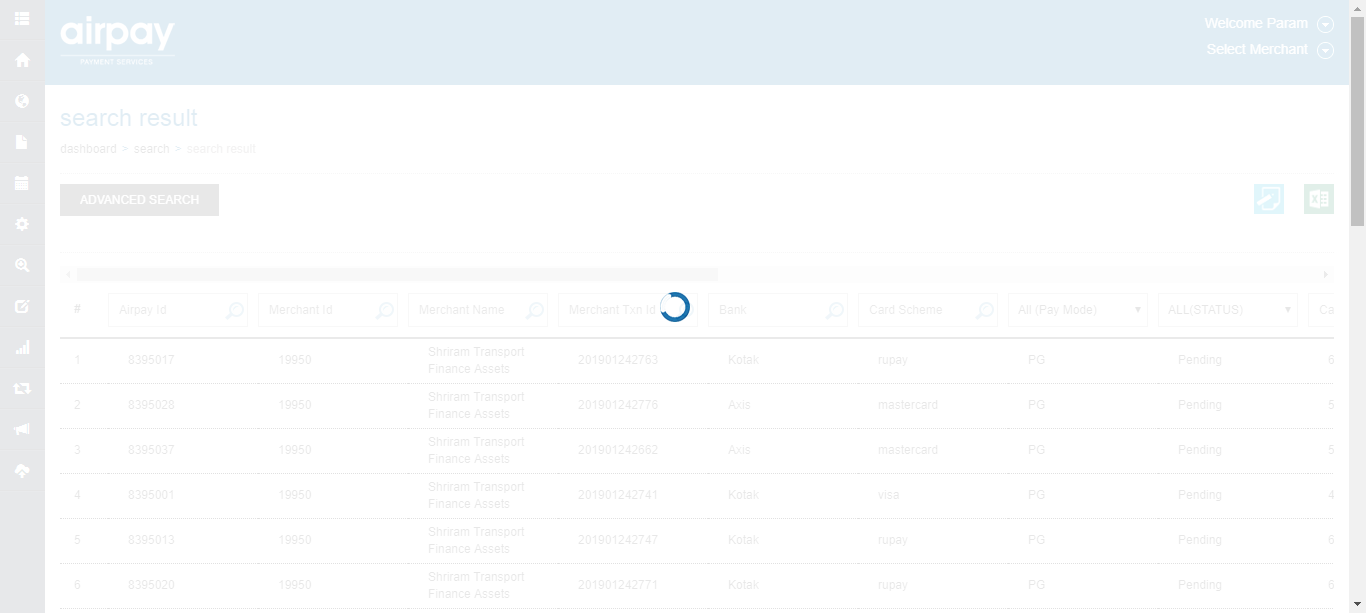 airpay
PAYMENT SERVICES
Welcome Param
Select Merchant
search result
dashboard > search > search result
ADVANCED SEARCH
# Airpay Id Merchant Id Merchant Name Merchant Txn Id Bank Card Scheme All (Pay Mode) ALL(STATUS) Ca
1 8395017 19950 Shriram Transport Finance Assets 201901242763 Kotak rupay PG Pending 6
2 8395028 19950 Shriram Transport Finance Assets 201901242776 Axis mastercard PG Pending 5
3 8395037 19950 Shriram Transport Finance Assets 201901242662 Axis mastercard PG Pending 5
4 8395001 19950 Shriram Transport Finance Assets 201901242741 Kotak visa PG Pending 4
5 8395013 19950 Shriram Transport Finance Assets 201901242747 Kotak rupay PG Pending 6
6 8395020 19950 Shriram Transport Finance Assets 201901242771 Kotak rupay PG Pending 6